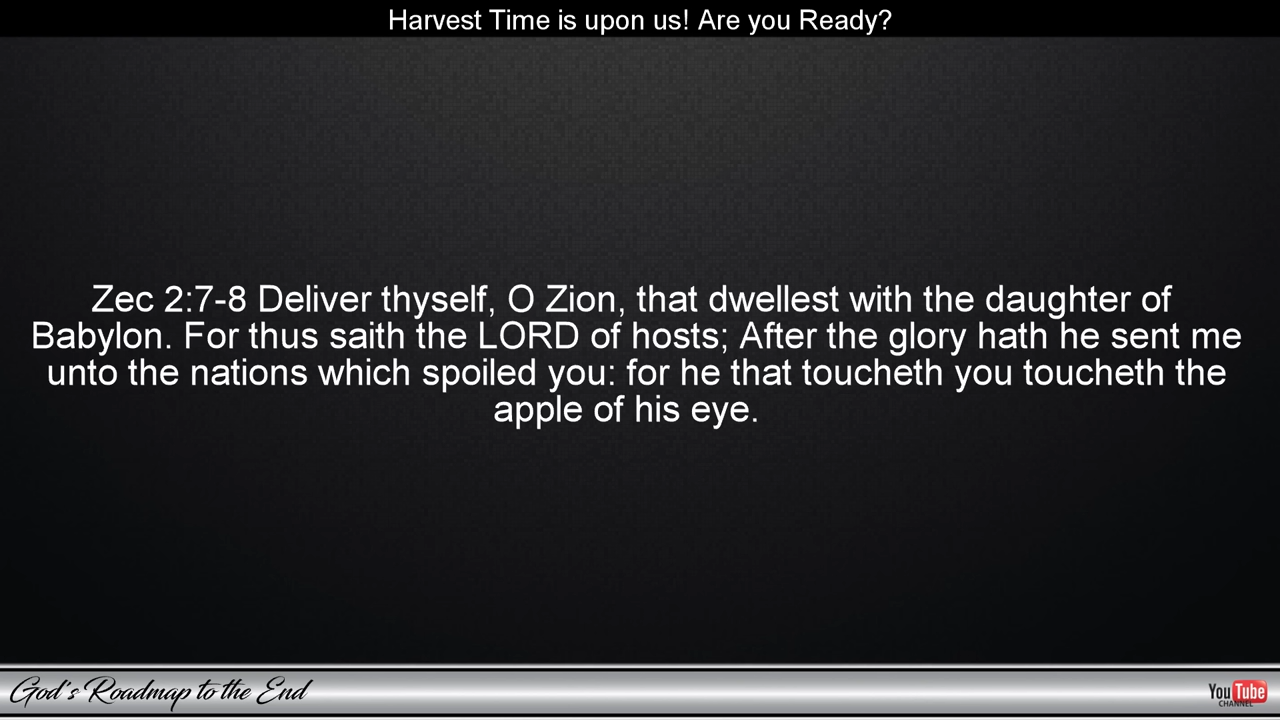 Harvest Time is upon us! Are you Ready?
Zec 2:7-8 Deliver thyself, O Zion, that dwellest with the daughter of
Babylon. For thus saith the LORD of hosts; After the glory hath he sent me
unto the nations which spoiled you: for he that toucheth you toucheth the
apple of his eye.
God's Roadmap to the End
YouTube
CHANNEL